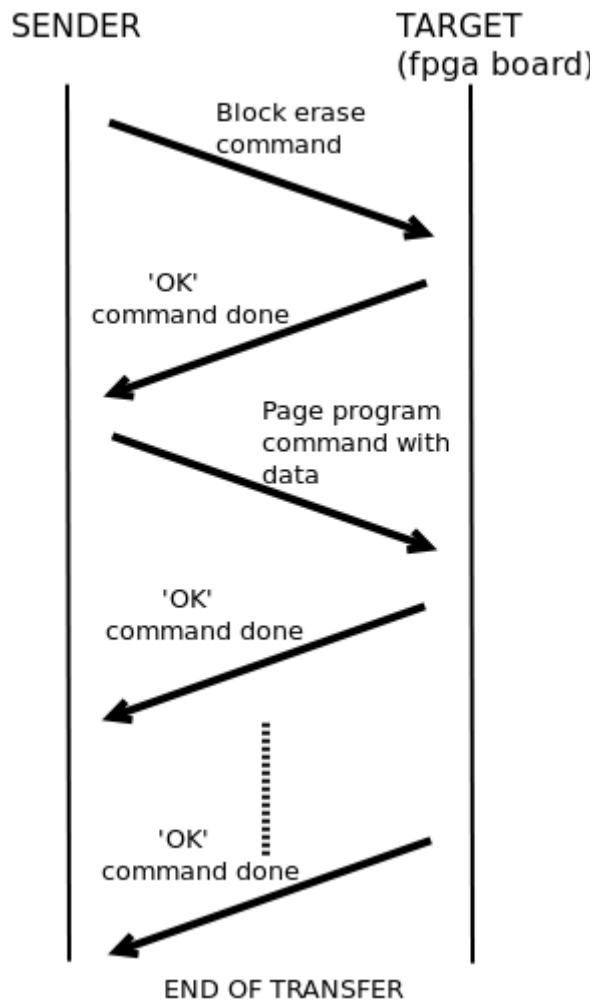 SENDER
TARGET
(fpga board)
Block erase
command
'OK'
command done
Page program
command with
data
'OK'
command done
'OK'
command done
END OF TRANSFER